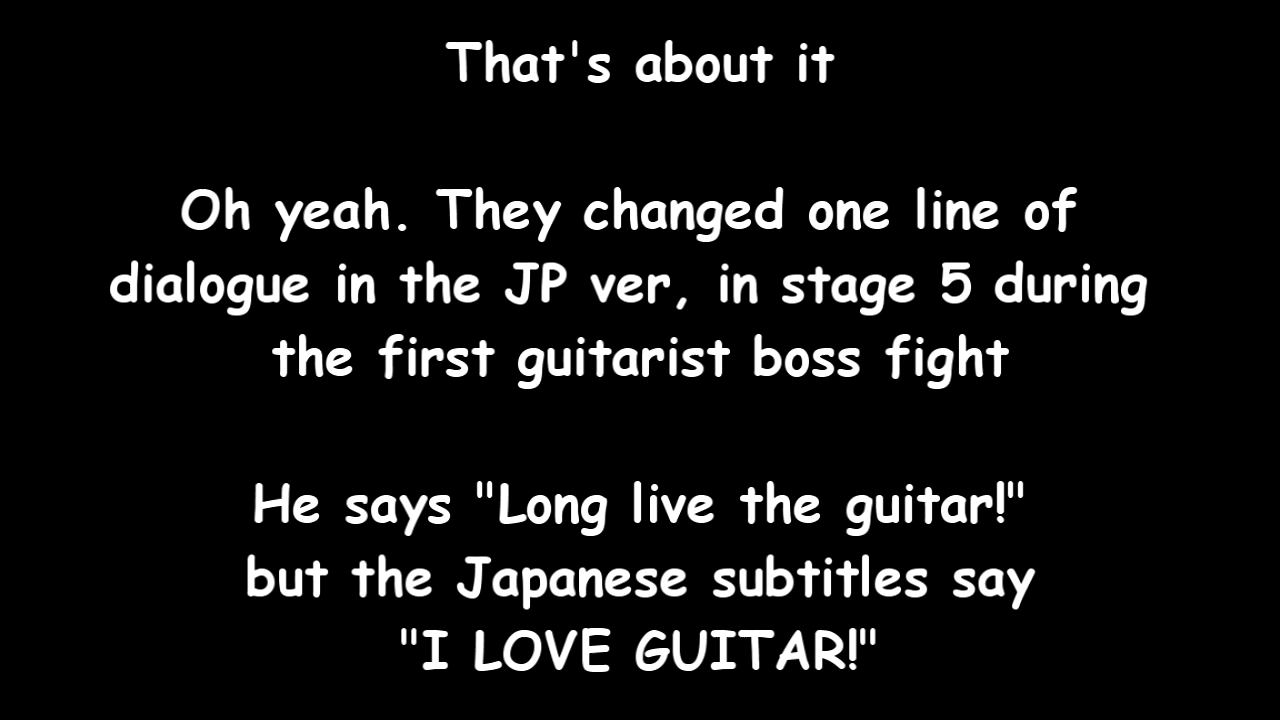 That's about it
Oh yeah. They changed one line of
dialogue in the JP ver, in stage 5 during
the first guitarist boss fight
He says "Long live the guitar!"
but the Japanese subtitles say
"I LOVE GUITAR!"